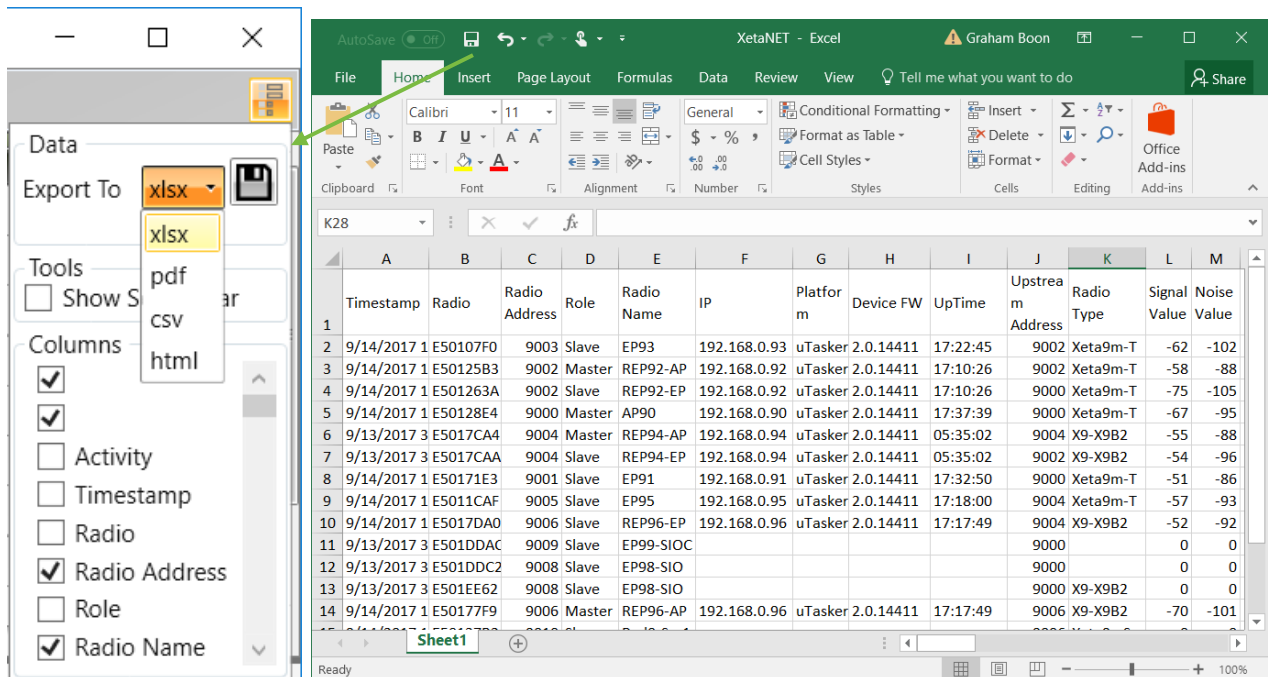 Data
Export To xlsx
xlsx
pdf
csv
html
Tools
Show S ar
Columns
Activity
Timestamp
Radio
Radio Address
Role
Radio Name
AutoSave Off XetaNET - Excel Graham Boon
File Home Insert Page Layout Formulas Data Review View Tell me what you want to do Share
Paste Calibri 11 General Conditional Formatting Insert Σ
B I U A A $ % , Format as Table Delete
A Cell Styles Format Office Add-ins
Clipboard Font Alignment Number Styles Cells Editing Add-ins
K28 fx
A B C D E F G H I J K L M
1 Timestamp Radio Radio Address Role Radio Name IP Platform Device FW UpTime Upstream Address Radio Type Signal Value Noise Value
2 9/14/2017 1 E50107F0 9003 Slave EP93 192.168.0.93 uTasker 2.0.14411 17:22:45 9002 Xeta9m-T -62 -102
3 9/14/2017 1 E50125B3 9002 Master REP92-AP 192.168.0.92 uTasker 2.0.14411 17:10:26 9002 Xeta9m-T -58 -88
4 9/14/2017 1 E501263A 9002 Slave REP92-EP 192.168.0.92 uTasker 2.0.14411 17:10:26 9000 Xeta9m-T -75 -105
5 9/14/2017 1 E50128E4 9000 Master AP90 192.168.0.90 uTasker 2.0.14411 17:37:39 9000 Xeta9m-T -67 -95
6 9/13/2017 3 E5017CA4 9004 Master REP94-AP 192.168.0.94 uTasker 2.0.14411 05:35:02 9004 X9-X9B2 -55 -88
7 9/13/2017 3 E5017CAA 9004 Slave REP94-EP 192.168.0.94 uTasker 2.0.14411 05:35:02 9002 X9-X9B2 -54 -96
8 9/14/2017 1 E50171E3 9001 Slave EP91 192.168.0.91 uTasker 2.0.14411 17:32:50 9000 Xeta9m-T -51 -86
9 9/14/2017 1 E5011CAF 9005 Slave EP95 192.168.0.95 uTasker 2.0.14411 17:18:00 9004 Xeta9m-T -57 -93
10 9/14/2017 1 E5017DA0 9006 Slave REP96-EP 192.168.0.96 uTasker 2.0.14411 17:17:49 9004 X9-X9B2 -52 -92
11 9/13/2017 3 E501DDAC 9009 Slave EP99-SIOC 9000 0 0
12 9/13/2017 3 E501DDC2 9008 Slave EP98-SIO 9000 0 0
13 9/13/2017 3 E501EE62 9008 Slave EP98-SIO 9000 X9-X9B2 0 0
14 9/14/2017 1 E50177F9 9006 Master REP96-AP 192.168.0.96 uTasker 2.0.14411 17:17:49 9006 X9-X9B2 -70 -101
Sheet1
Ready 100%